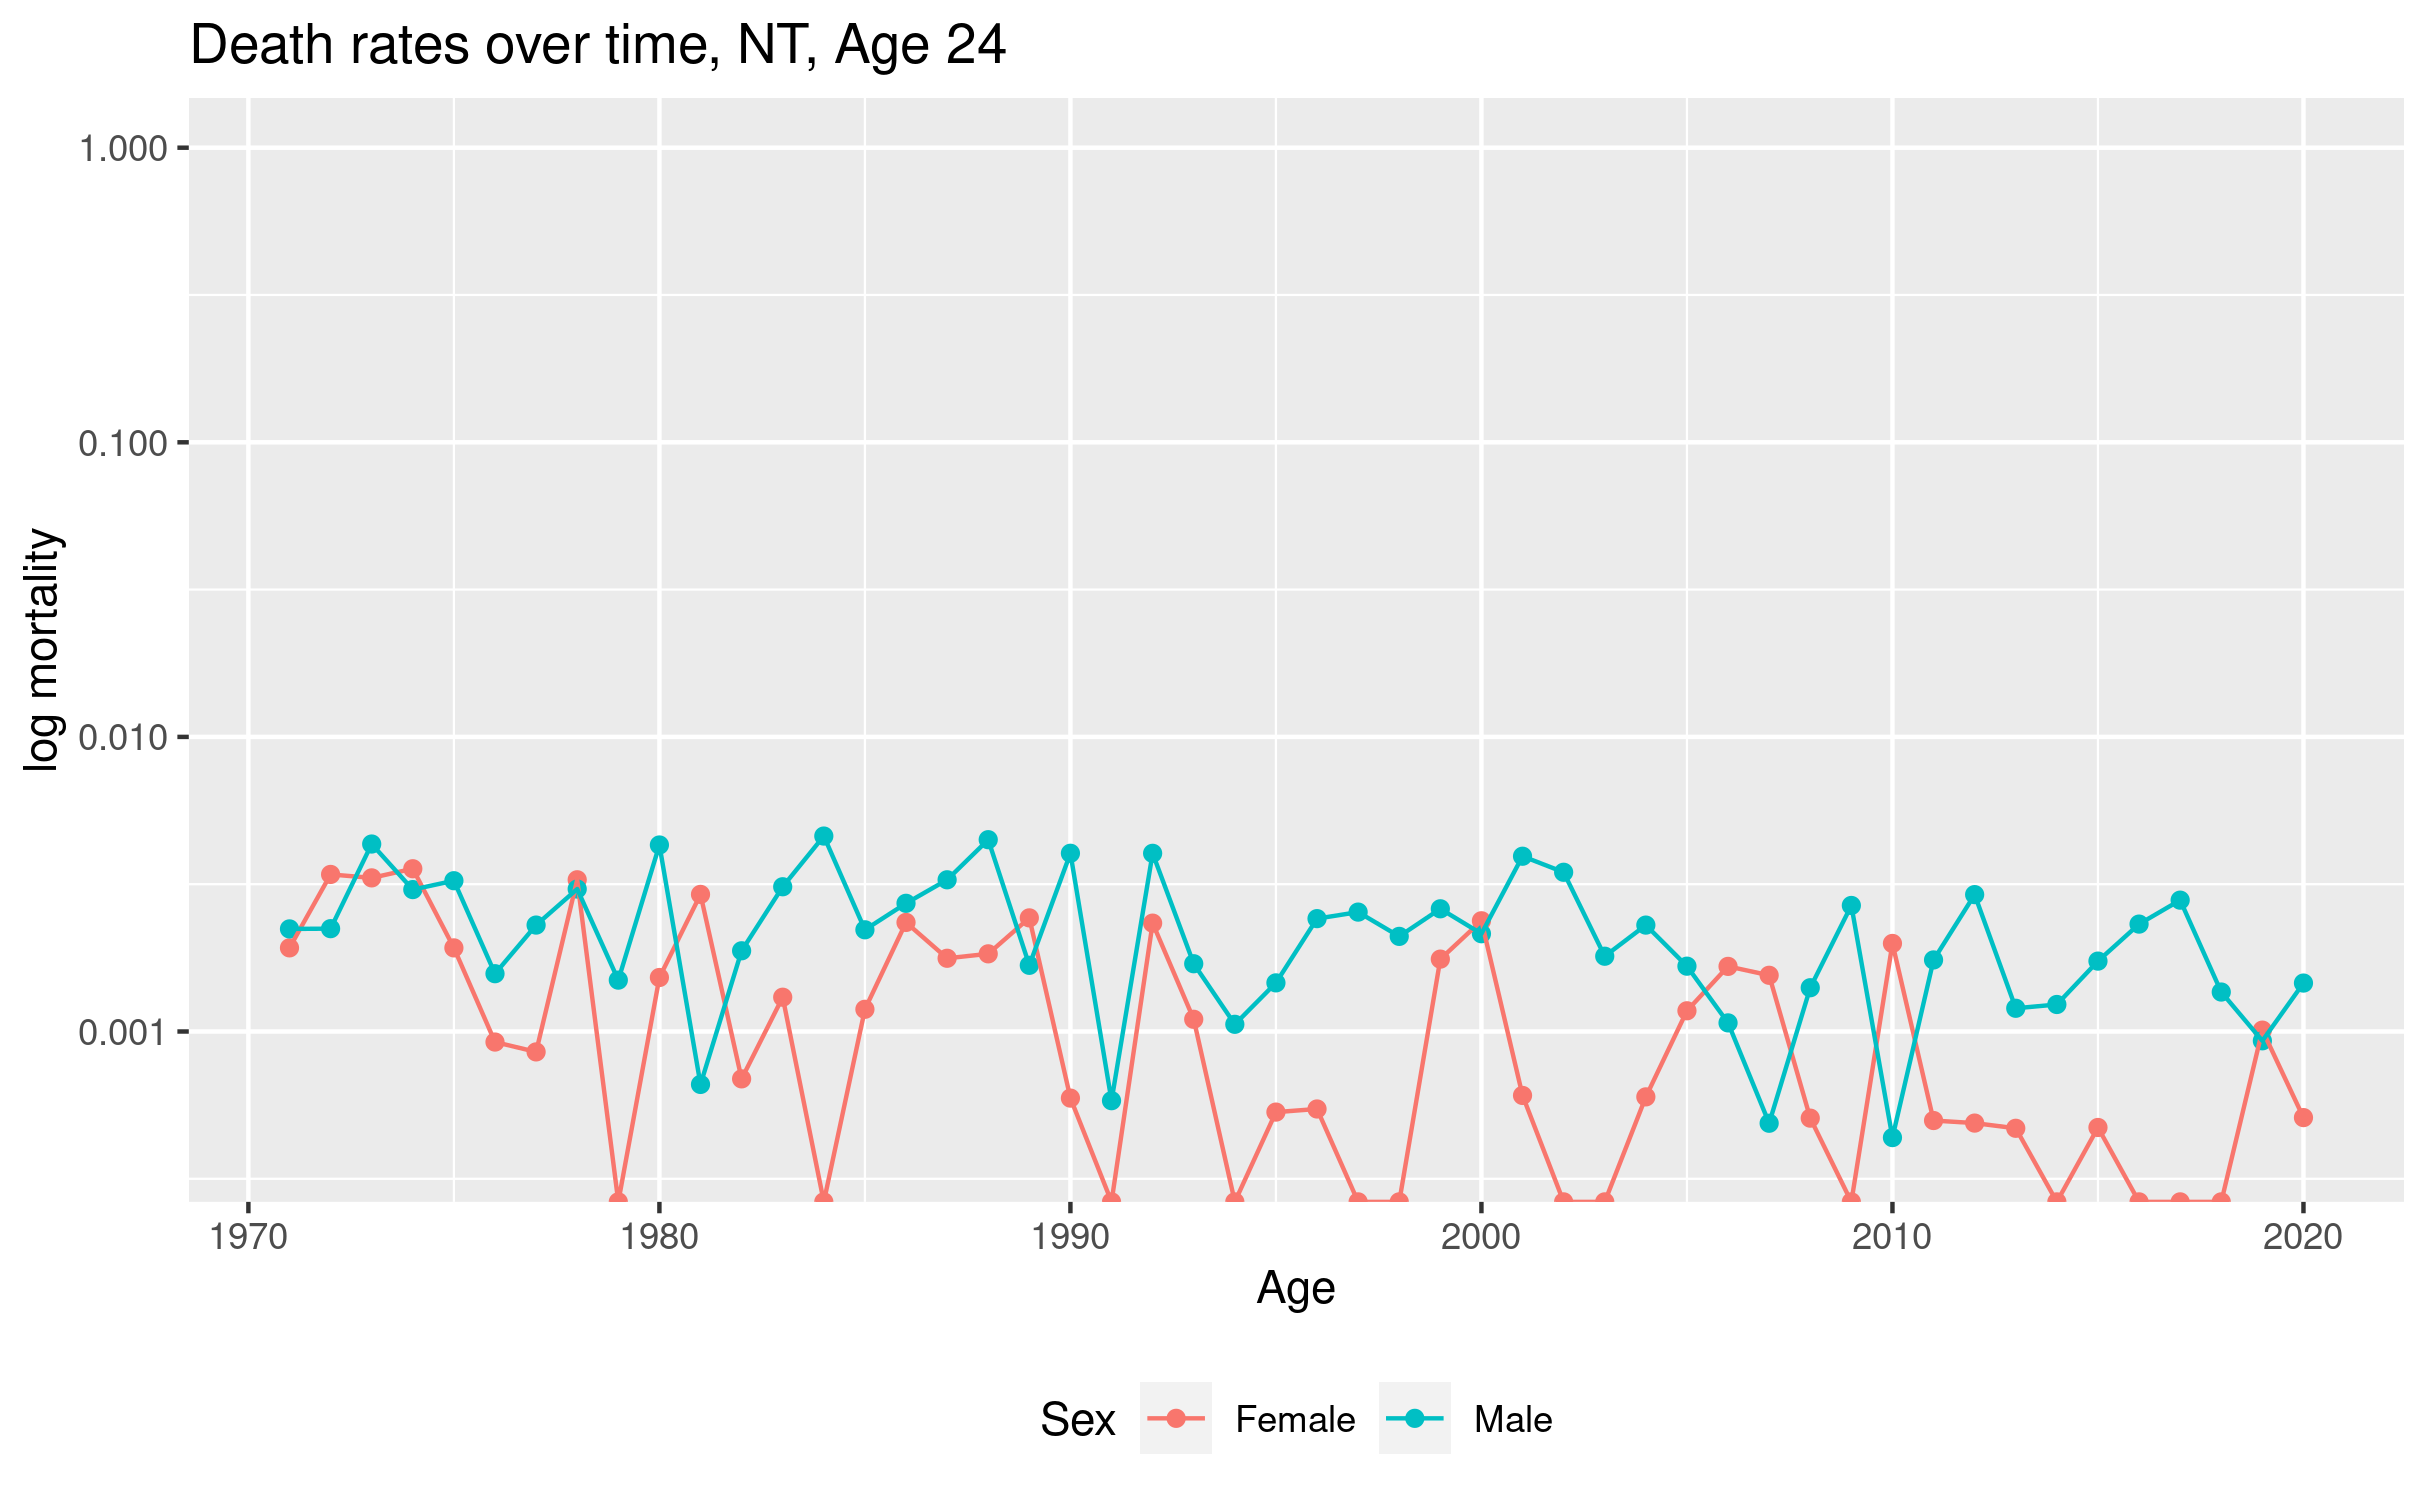 Death rates over time, NT, Age 24
log mortality
1.000
0.100
0.010
0.001
1970 1980 1990 2000 2010 2020
Age
Sex Female Male